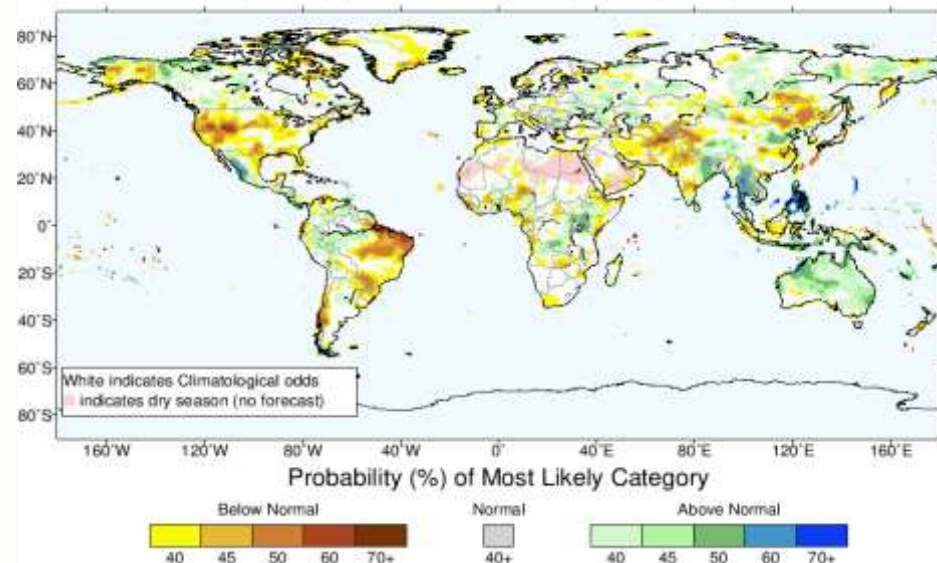 80˚N
60˚N
40˚N
20˚N
0˚
20˚S
40˚S
60˚S
80˚S
White indicates Climatological odds
indicates dry season (no forecast)
160˚W 120˚W 80˚W 40˚W 0˚ 40˚E 80˚E 120˚E 160˚E
Probability (%) of Most Likely Category
Below Normal Normal Above Normal
40 45 50 60 70+ 40+ 40 45 50 60 70+